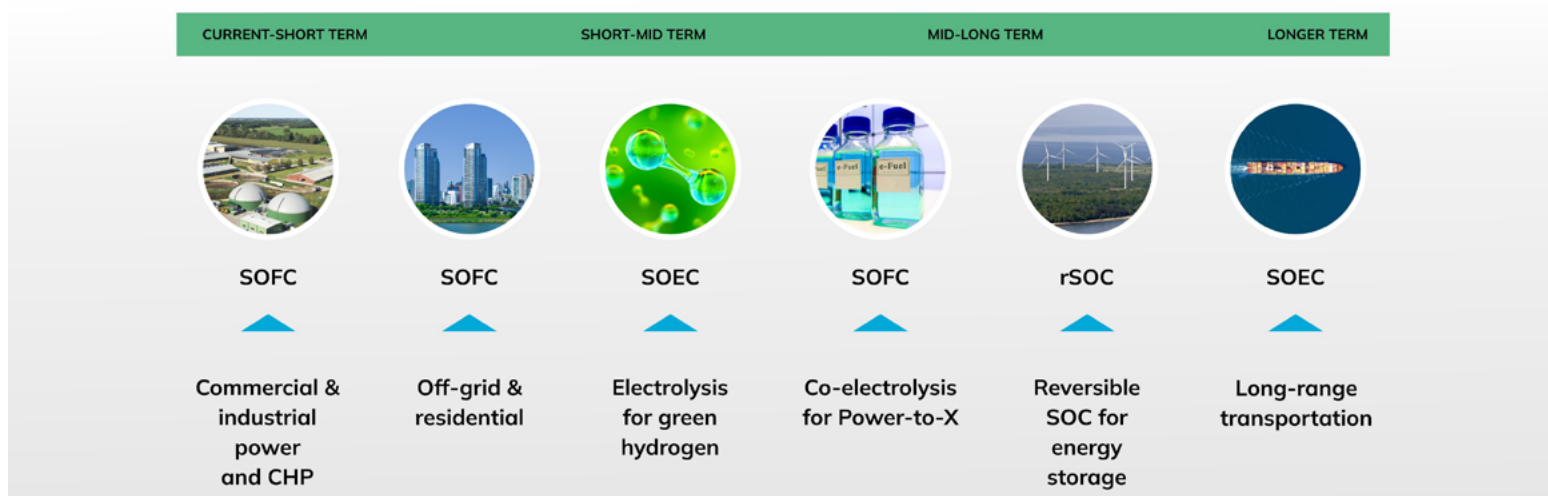 CURRENT-SHORT TERM
SHORT-MID TERM
MID-LONG TERM
LONGER TERM
e-Fuel
e-Fuel
SOFC
SOFC
SOEC
SOFC
rSOC
SOEC
Commercial &
industrial
power
and CHP
Off-grid &
residential
Electrolysis
for green
hydrogen
Co-electrolysis
for Power-to-X
Reversible
SOC for
energy
storage
Long-range
transportation